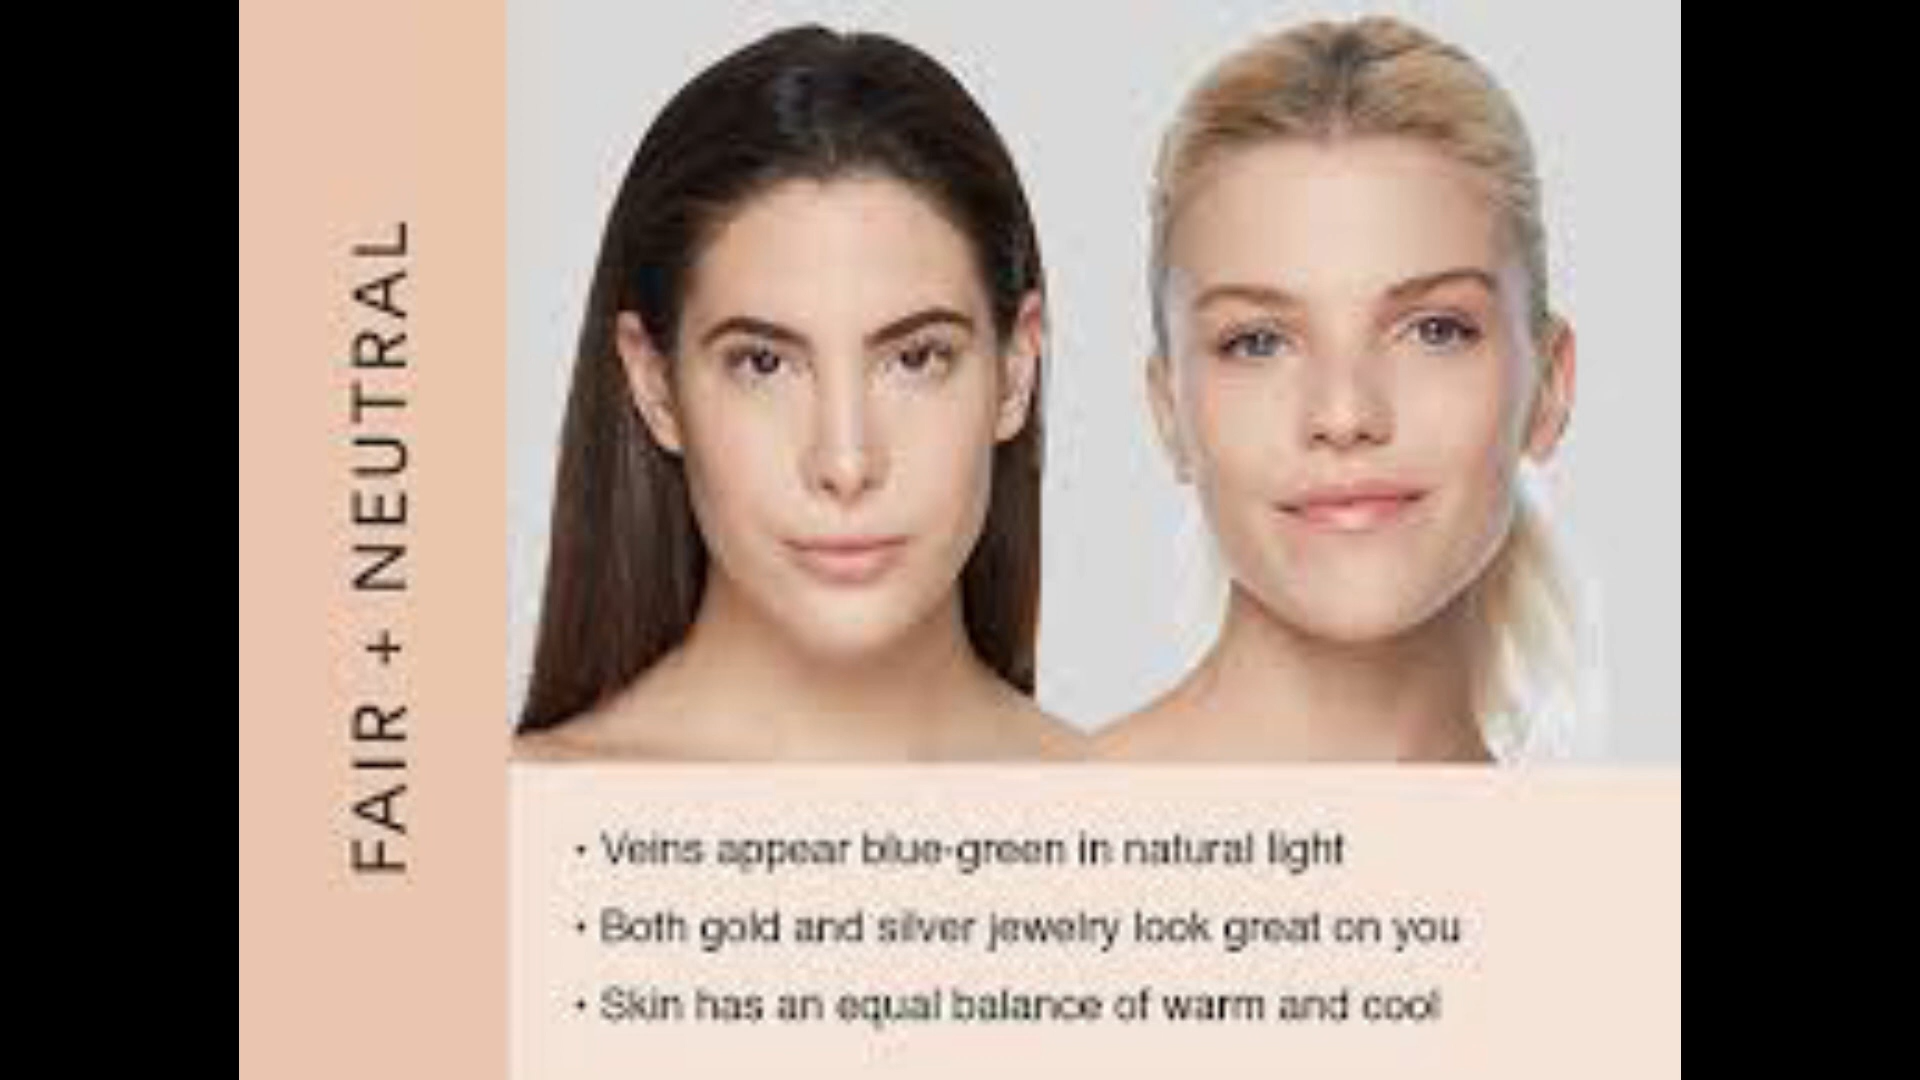 FAIR + NEUTRAL
• Veins appear blue-green in natural light
• Both gold and silver jewelry look great on you
• Skin has an equal balance of warm and cool